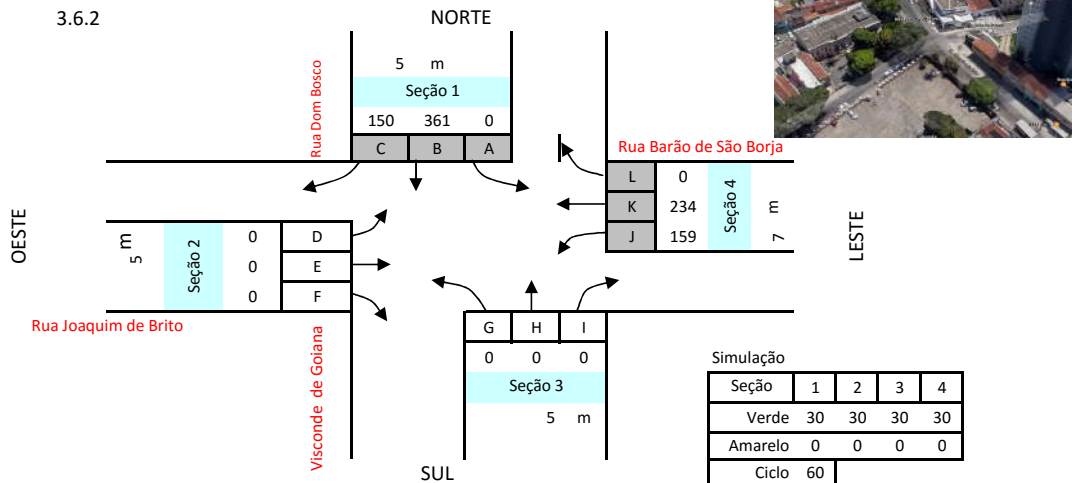 3.6.2
NORTE
Rua Dom Bosco
5 m
Seção 1
150 361 0
C B A
Rua Barão de São Borja
L 0
K 234
J 159
Seção 4
7 m
LESTE
OESTE
5 m
Seção 2
0 D
0 E
0 F
Rua Joaquim de Brito
Visconde de Goiana
G H I
0 0 0
Seção 3
5 m
SUL
Simulação
Seção 1 2 3 4
Verde 30 30 30 30
Amarelo 0 0 0 0
Ciclo 60